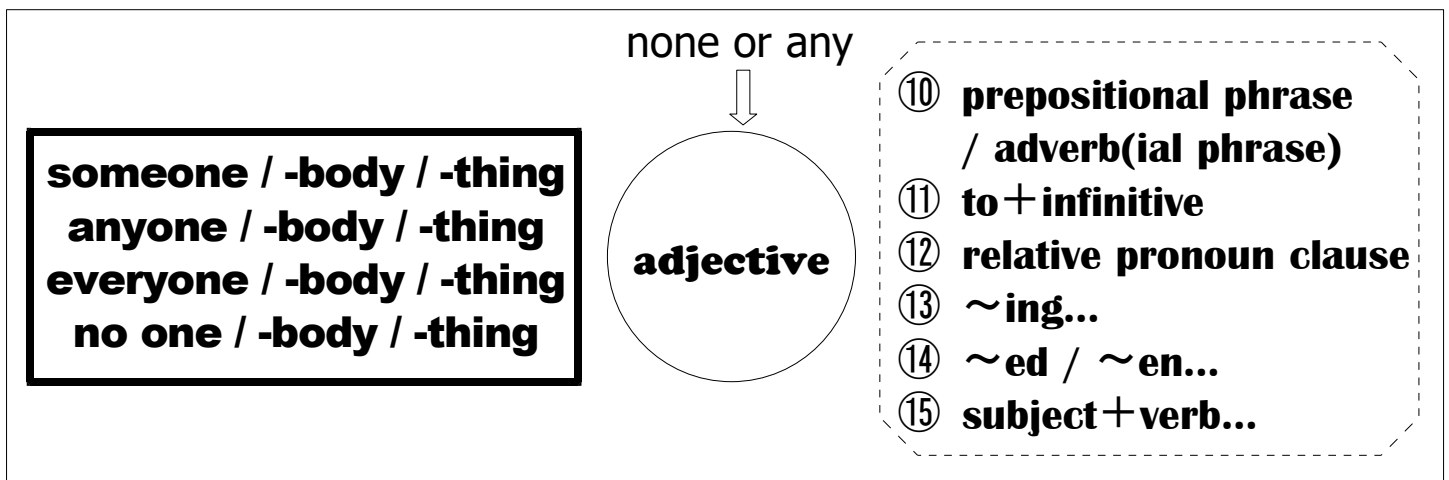 none or any
someone / -body / -thing
anyone / -body / -thing
everyone / -body / -thing
no one / -body / -thing
adjective
⑩ prepositional phrase
/ adverb(ial phrase)
⑪ to＋infinitive
⑫ relative pronoun clause
⑬ ～ing...
⑭ ～ed / ～en...
⑮ subject＋verb...